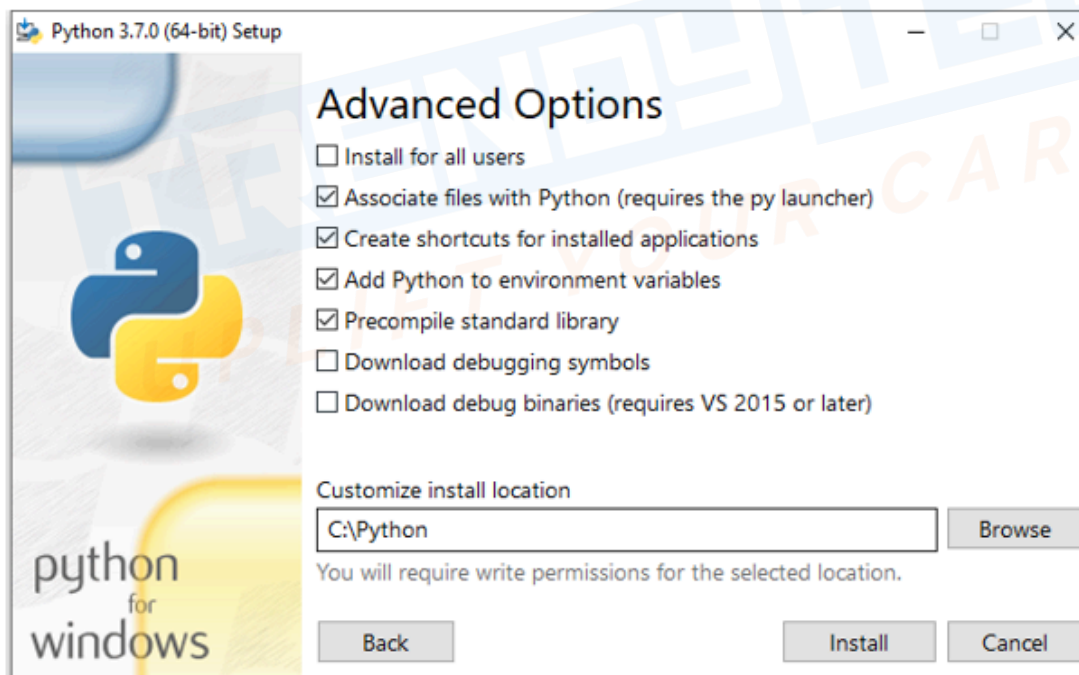 Python 3.7.0 (64-bit) Setup
Advanced Options
Install for all users
Associate files with Python (requires the py launcher)
Create shortcuts for installed applications
Add Python to environment variables
Precompile standard library
Download debugging symbols
Download debug binaries (requires VS 2015 or later)
Customize install location
C:\Python
Browse
You will require write permissions for the selected location.
Back
Install
Cancel
python
for
windows
UPLIFT YOUR CAR